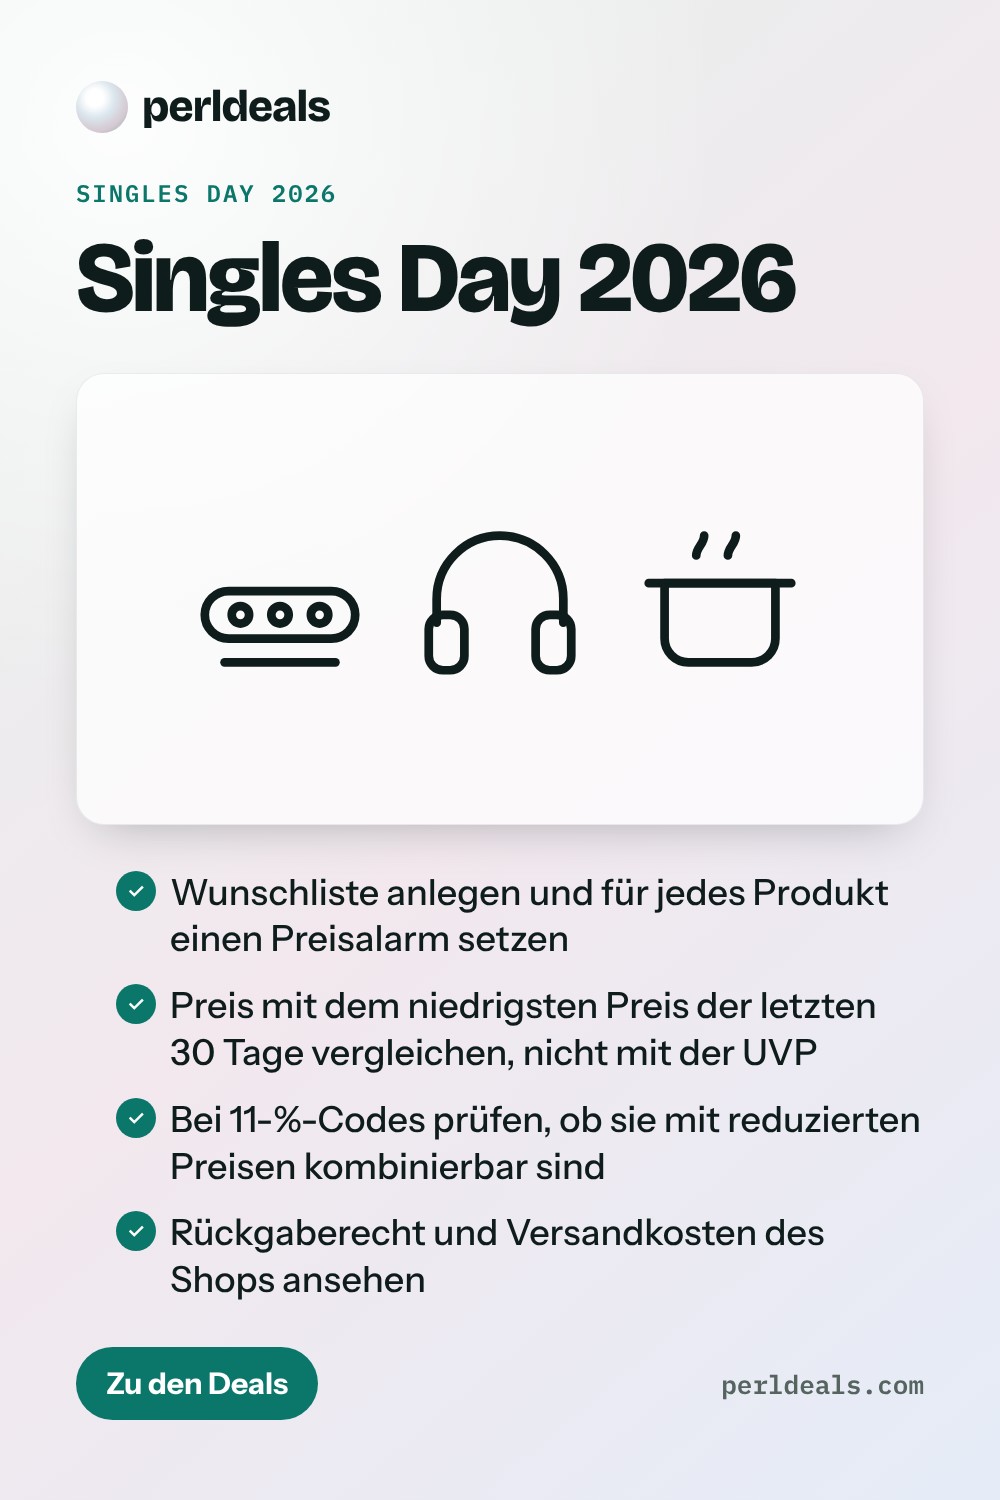 perldeals
SINGLES DAY 2026
Singles Day 2026
Wunschliste anlegen und für jedes Produkt
einen Preisalarm setzen
Preis mit dem niedrigsten Preis der letzten
30 Tage vergleichen, nicht mit der UVP
Bei 11-%-Codes prüfen, ob sie mit reduzierten
Preisen kombinierbar sind
Rückgaberecht und Versandkosten des
Shops ansehen
Zu den Deals
perldeals.com